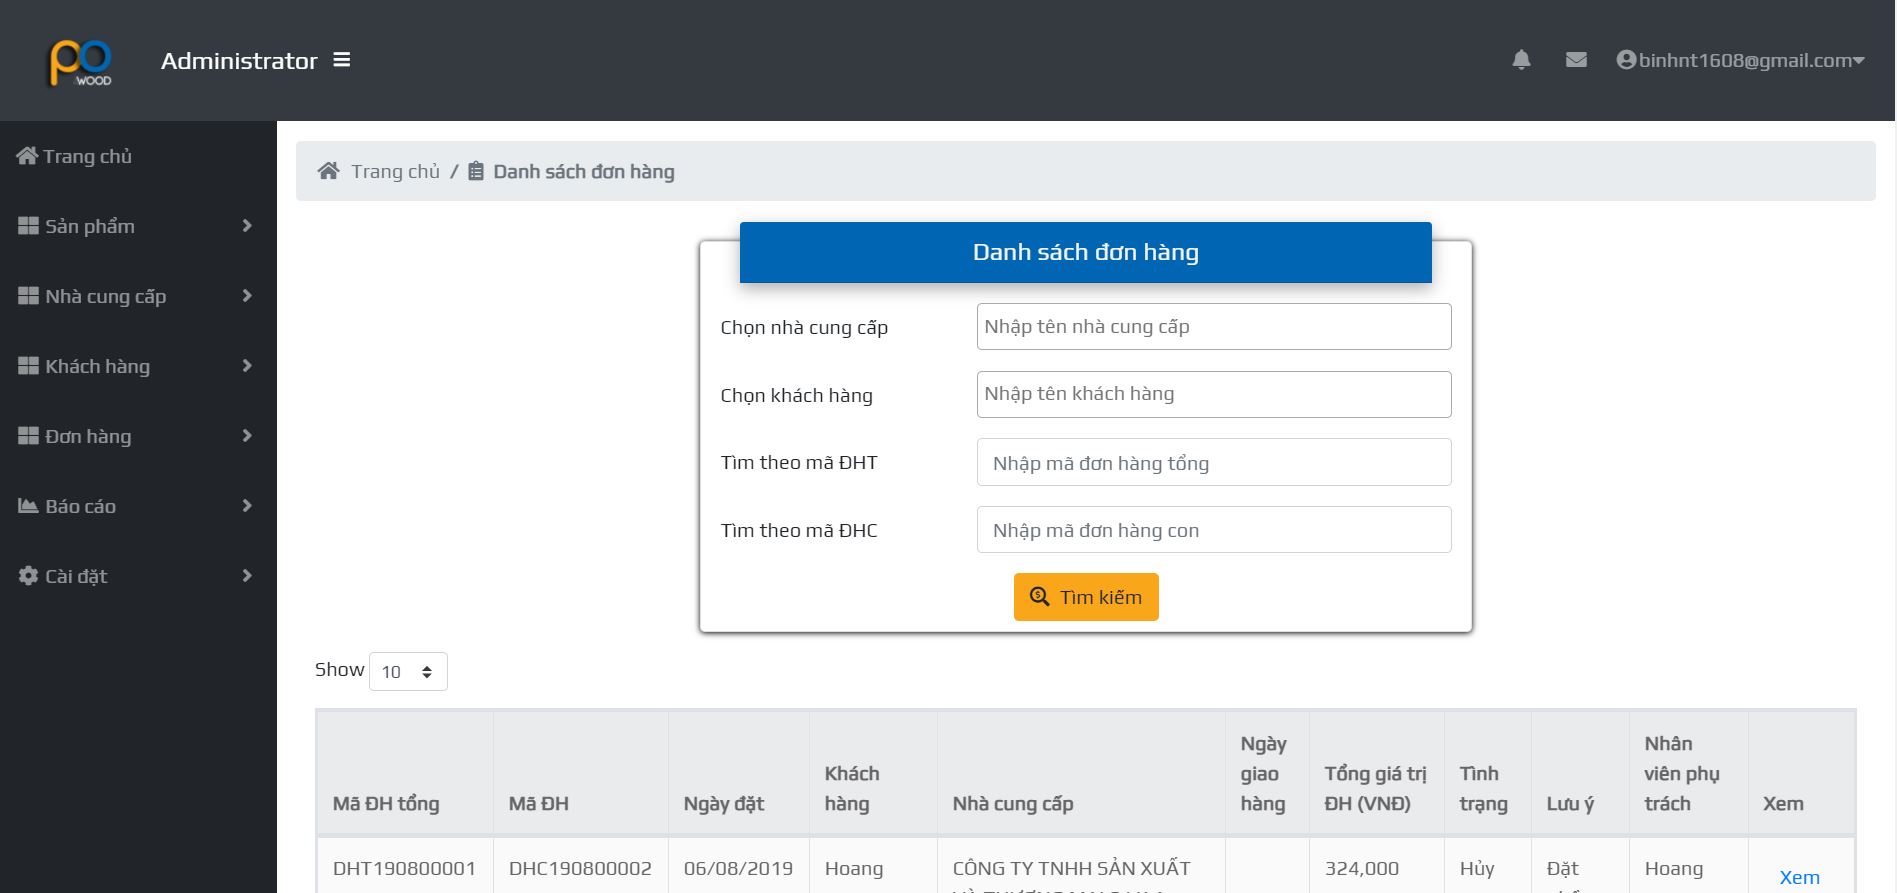 PO WOOD
Administrator
binhnt1608@gmail.com
Trang chủ
Sản phẩm
Nhà cung cấp
Khách hàng
Đơn hàng
Báo cáo
Cài đặt
Trang chủ / Danh sách đơn hàng
Danh sách đơn hàng
Chọn nhà cung cấp
Nhập tên nhà cung cấp
Chọn khách hàng
Nhập tên khách hàng
Tìm theo mã ĐHT
Nhập mã đơn hàng tổng
Tìm theo mã ĐHC
Nhập mã đơn hàng con
Tìm kiếm
Show 10
Mã ĐH tổng
Mã ĐH
Ngày đặt
Khách
hàng
Nhà cung cấp
Ngày
giao
hàng
Tổng giá trị
ĐH (VNĐ)
Tình
trạng
Lưu ý
Nhân
viên phụ
trách
Xem
DHT190800001
DHC190800002
06/08/2019
Hoang
CÔNG TY TNHH SẢN XUẤT
324,000
Hủy
Đặt
Hoang
Xem